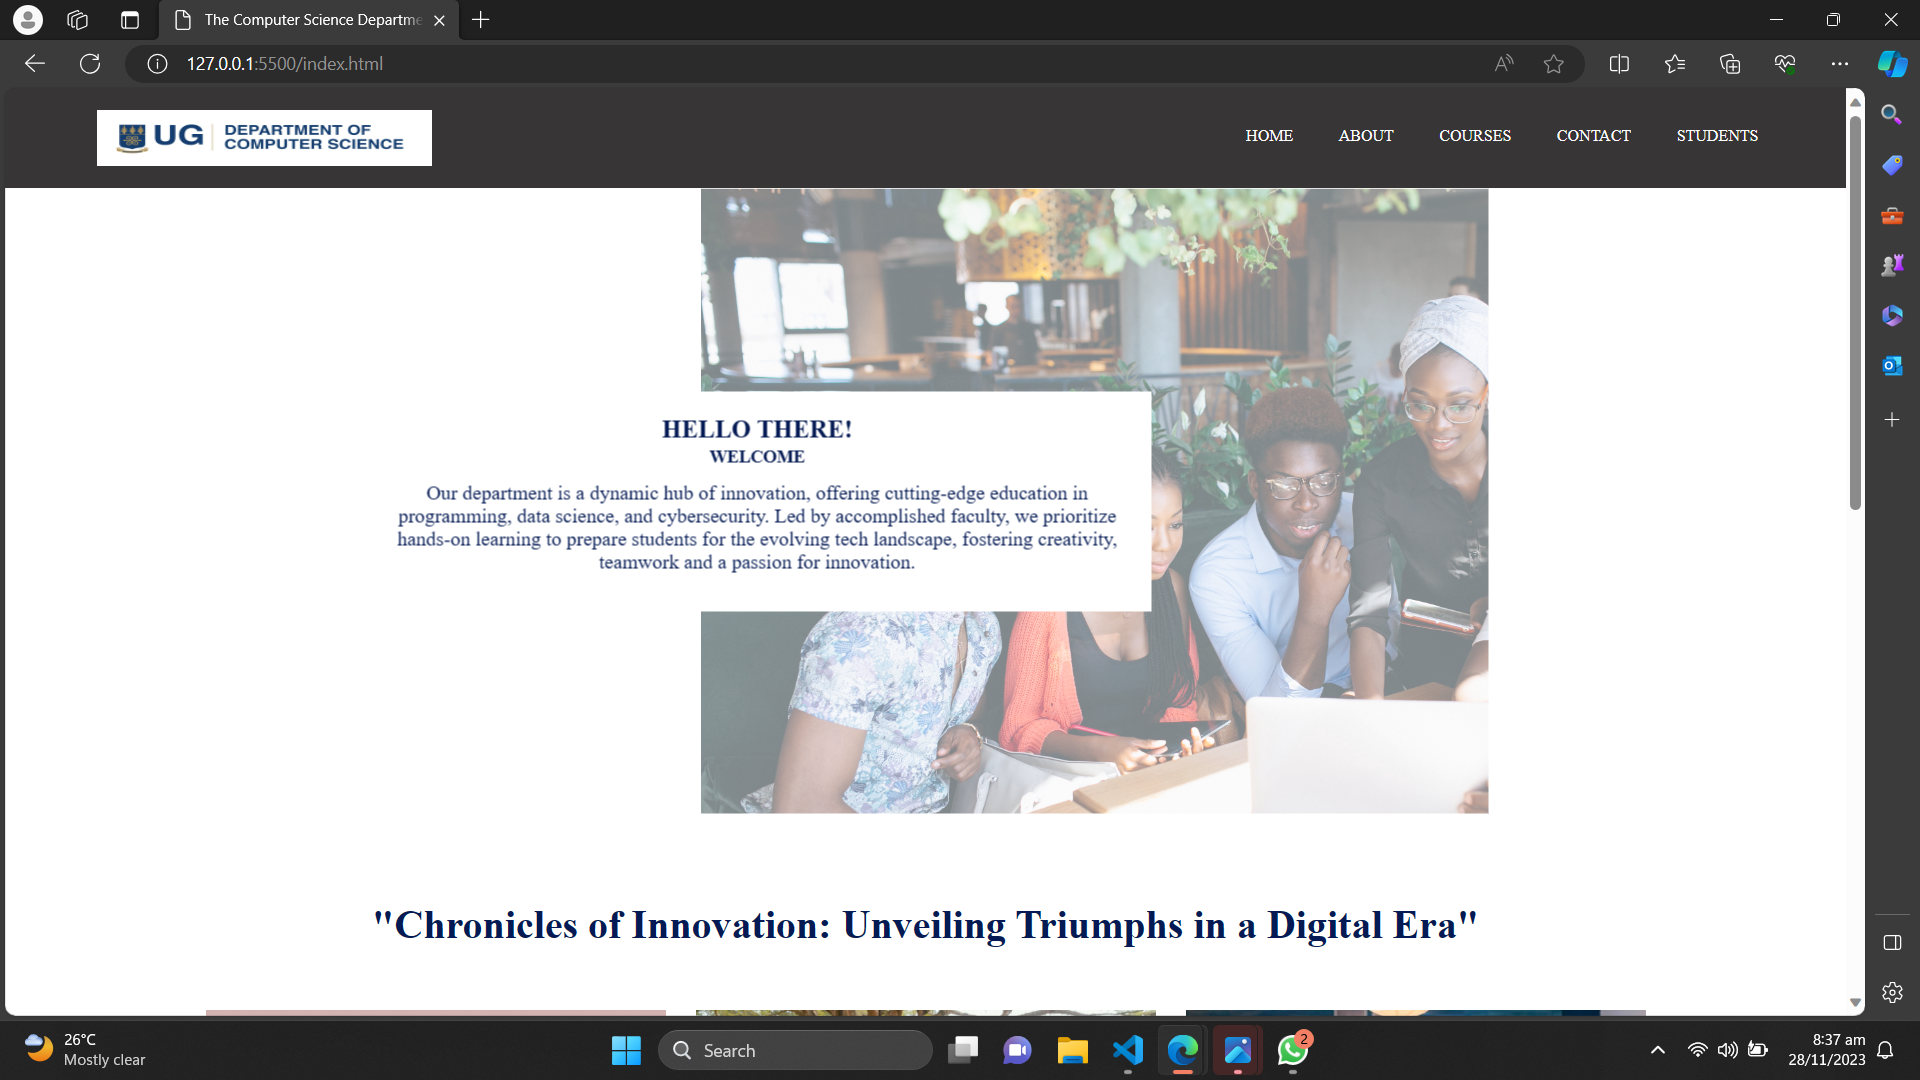 The Computer Science Departme
127.0.0.1:5500/index.html
UG
DEPARTMENT OF
COMPUTER SCIENCE
HOME ABOUT COURSES CONTACT STUDENTS
HELLO THERE!
WELCOME
Our department is a dynamic hub of innovation, offering cutting-edge education in
programming, data science, and cybersecurity. Led by accomplished faculty, we prioritize
hands-on learning to prepare students for the evolving tech landscape, fostering creativity,
teamwork and a passion for innovation.
"Chronicles of Innovation: Unveiling Triumphs in a Digital Era"
26°C
Mostly clear
Search
2
8:37 am
28/11/2023